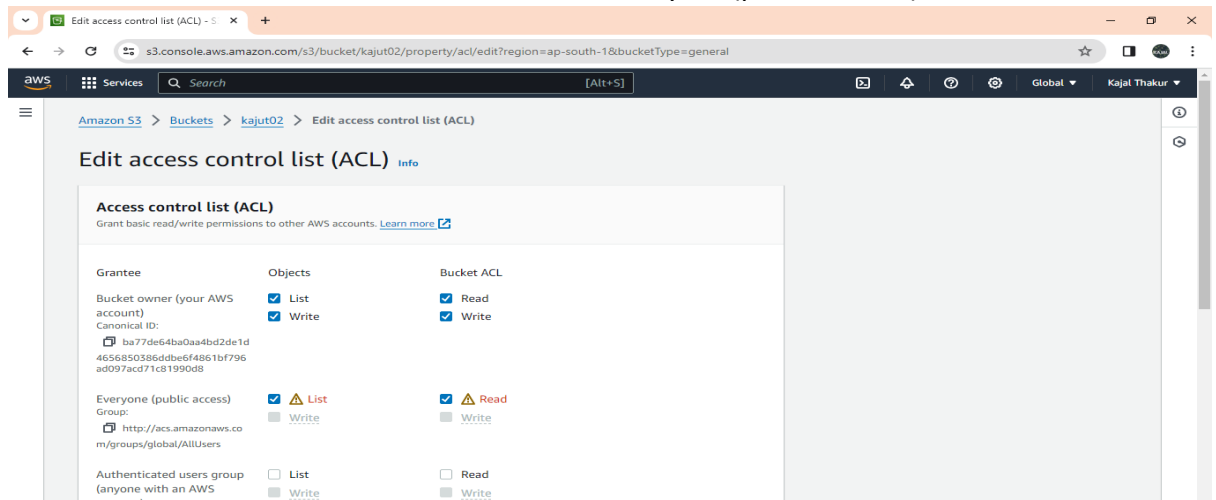 Edit access control list (ACL) - S
s3.console.aws.amazon.com/s3/bucket/kajut02/property/acl/edit?region=ap-south-1&bucketType=general
aws Services Search [Alt+S] Global Kajal Thakur
Amazon S3 > Buckets > kajut02 > Edit access control list (ACL)
Edit access control list (ACL) Info
Access control list (ACL)
Grant basic read/write permissions to other AWS accounts. Learn more
Grantee Objects Bucket ACL
Bucket owner (your AWS List Read
account) Write Write
Canonical ID:
ba77de64ba0aa4bd2de1d
4656850386ddbe6f4861bf796
ad097acd71c81990d8
Everyone (public access) List Read
Group: Write Write
http://acs.amazonaws.co
m/groups/global/AllUsers
Authenticated users group List Read
(anyone with an AWS Write Write